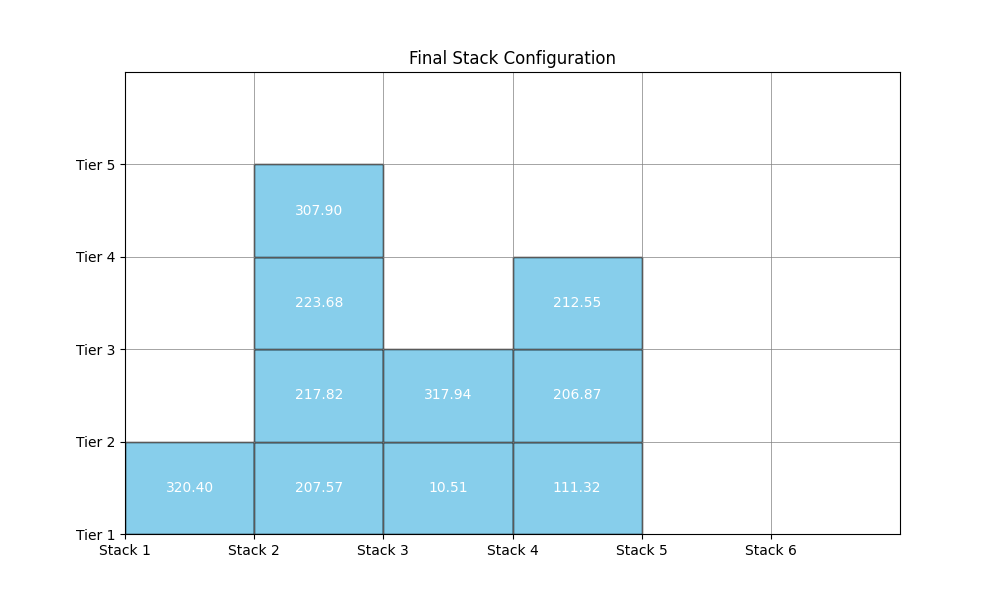 Final Stack Configuration
Tier 5
307.90
Tier 4
223.68 212.55
Tier 3
217.82 317.94 206.87
Tier 2
320.40 207.57 10.51 111.32
Tier 1
Stack 1 Stack 2 Stack 3 Stack 4 Stack 5 Stack 6